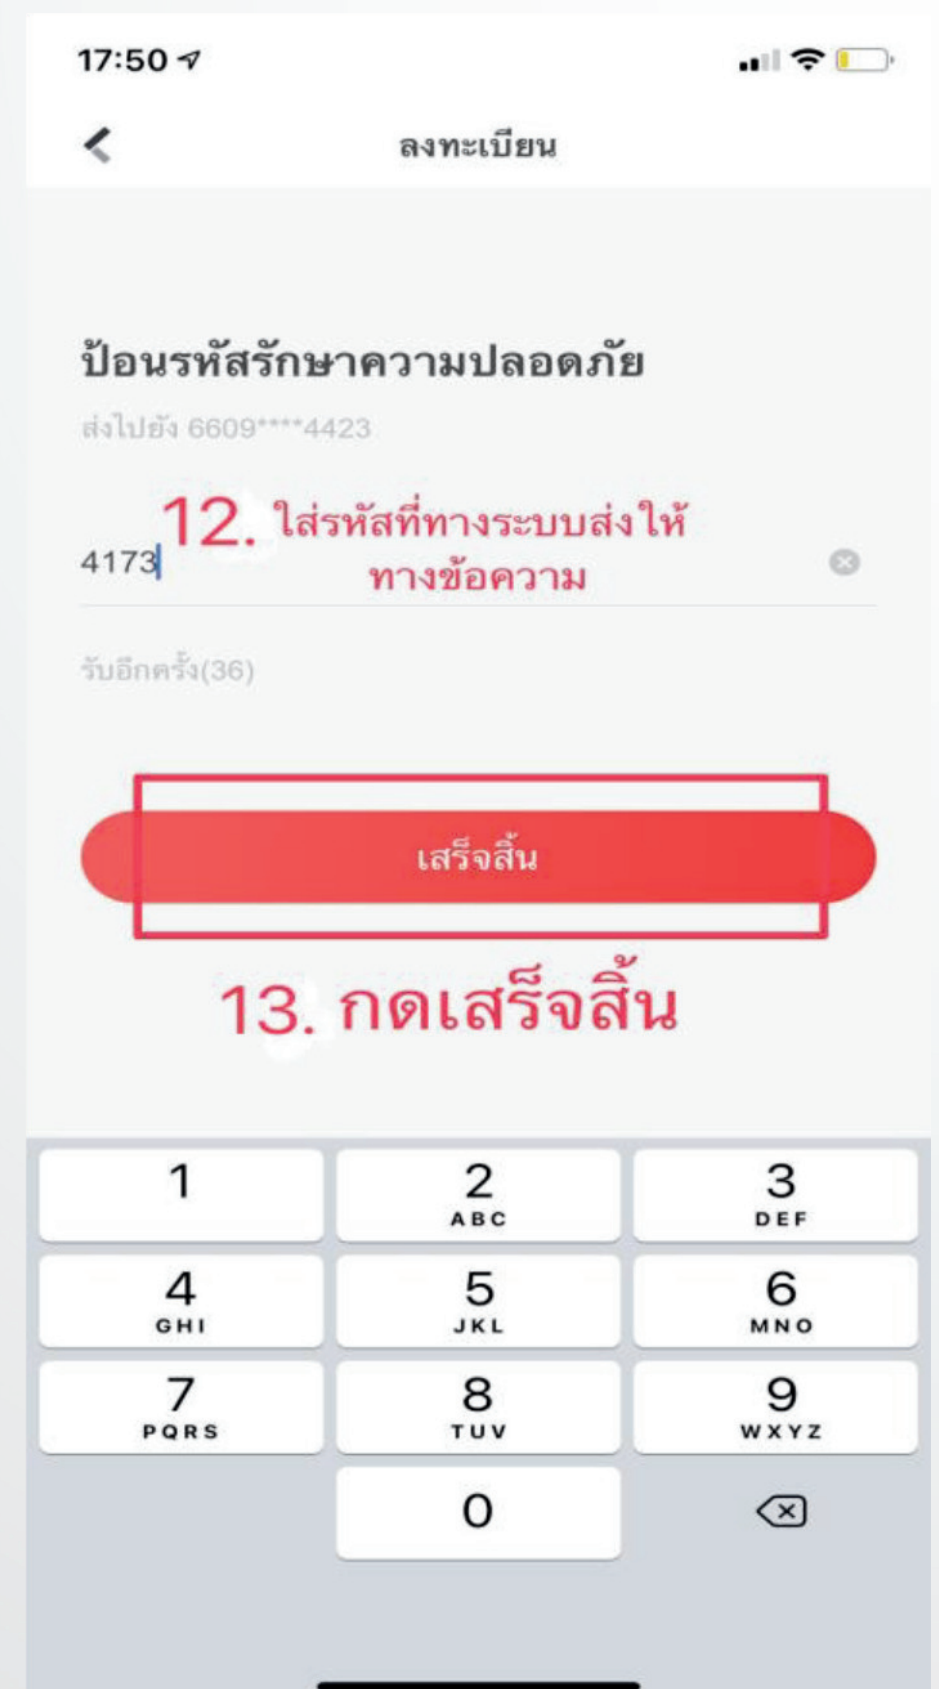 17:50
ลงทะเบียน
ป้อนรหัสรักษาความปลอดภัย
ส่งไปยัง 6609****4423
12. ใส่รหัสที่ทางระบบส่งให้
ทางข้อความ
4173
รับอีกครั้ง(36)
เสร็จสิ้น
13. กดเสร็จสิ้น
1
2
ABC
3
DEF
4
GHI
5
JKL
6
MNO
7
PQRS
8
TUV
9
WXYZ
0